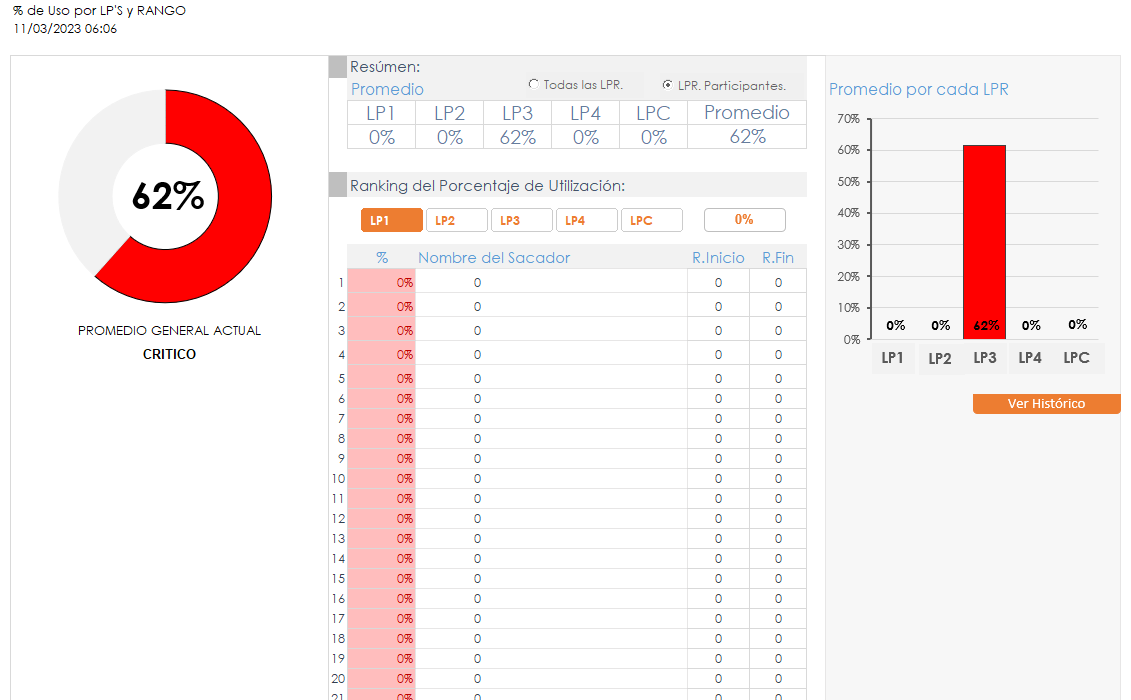 % de Uso por LP'S y RANGO
11/03/2023 06:06
62%
PROMEDIO GENERAL ACTUAL
CRITICO
Resúmen:
Promedio
Todas las LPR.
LPR. Participantes.
LP1 LP2 LP3 LP4 LPC Promedio
0% 0% 62% 0% 0% 62%
Ranking del Porcentaje de Utilización:
LP1 LP2 LP3 LP4 LPC 0%
% Nombre del Sacador R.Inicio R.Fin
1 0% 0 0 0
2 0% 0 0 0
3 0% 0 0 0
4 0% 0 0 0
5 0% 0 0 0
6 0% 0 0 0
7 0% 0 0 0
8 0% 0 0 0
9 0% 0 0 0
10 0% 0 0 0
11 0% 0 0 0
12 0% 0 0 0
13 0% 0 0 0
14 0% 0 0 0
15 0% 0 0 0
16 0% 0 0 0
17 0% 0 0 0
18 0% 0 0 0
19 0% 0 0 0
20 0% 0 0 0
21 0% 0 0 0
Promedio por cada LPR
70%
60%
50%
40%
30%
20%
10%
0%
0% 0% 62% 0% 0%
LP1 LP2 LP3 LP4 LPC
Ver Histórico